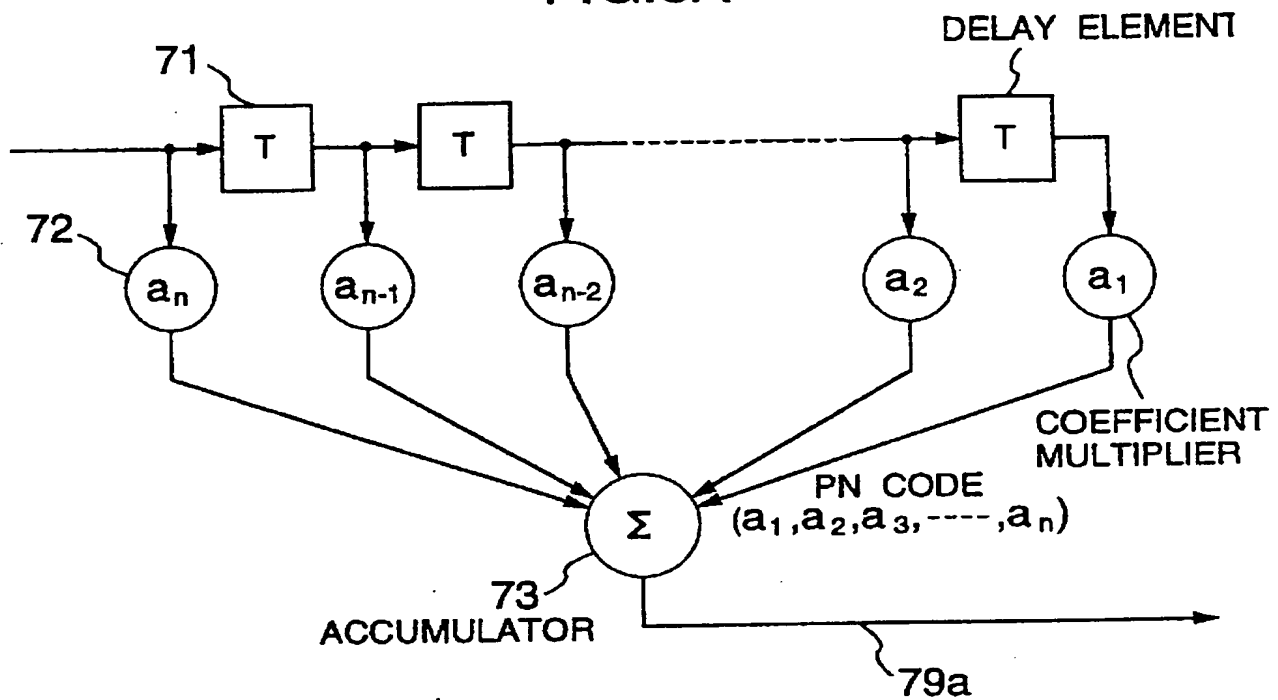 DELAY ELEMENT
71
T
T
T
72
aₙ
aₙ₋₁
aₙ₋₂
a₂
a₁
COEFFICIENT
MULTIPLIER
PN CODE
(a₁,a₂,a₃,----,aₙ)
Σ
73
ACCUMULATOR
79a